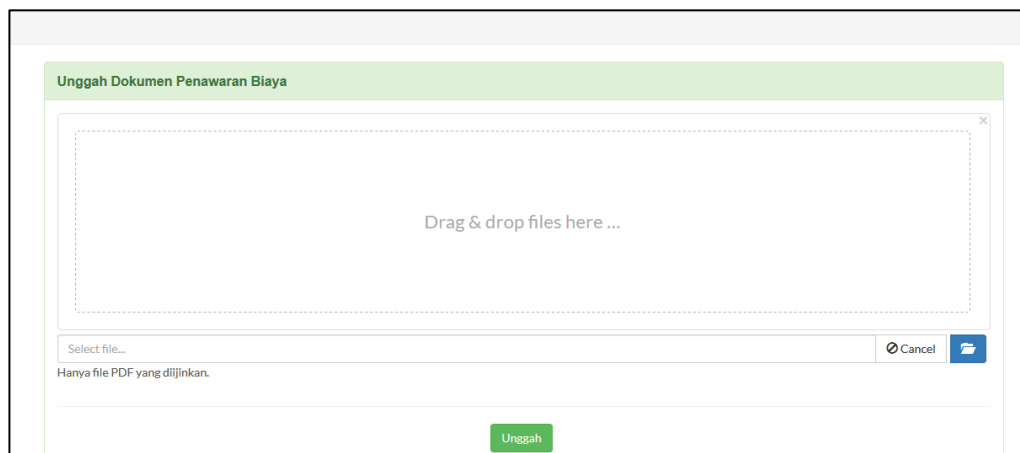 Unggah Dokumen Penawaran Biaya
×
Drag & drop files here ...
Select file...
Cancel
Hanya file PDF yang diijinkan.
Unggah